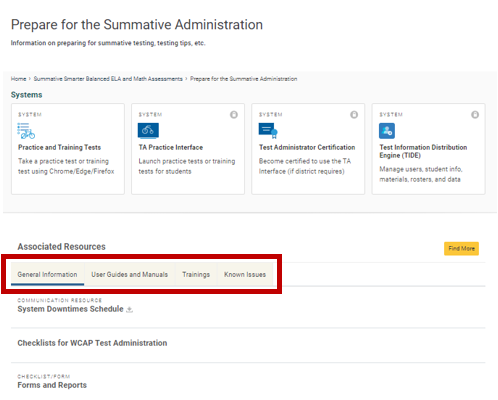 Prepare for the Summative Administration
Information on preparing for summative testing, testing tips, etc.
Home › Summative Smarter Balanced ELA and Math Assessments › Prepare for the Summative Administration
Systems
SYSTEM
Practice and Training Tests
Take a practice test or training
test using Chrome/Edge/Firefox
SYSTEM
TA Practice Interface
Launch practice tests or training
tests for students
SYSTEM
Test Administrator Certification
Become certified to use the TA
Interface (if district requires)
SYSTEM
Test Information Distribution
Engine (TIDE)
Manage users, student info,
materials, rosters, and data
Associated Resources
Find More
General Information User Guides and Manuals Trainings Known Issues
COMMUNICATION RESOURCE
System Downtimes Schedule
Checklists for WCAP Test Administration
CHECKLIST/FORM
Forms and Reports